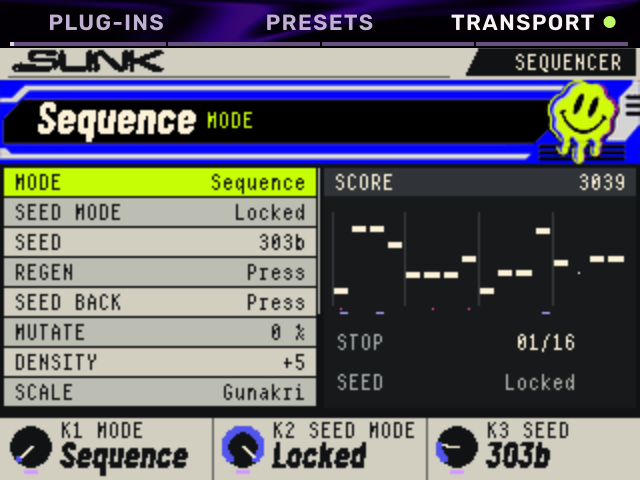 PLUG-INS PRESETS TRANSPORT
SLINK SEQUENCER
Sequence MODE
MODE Sequence
SEED MODE Locked
SEED 303b
REGEN Press
SEED BACK Press
MUTATE 0 %
DENSITY +5
SCALE Gunakri
SCORE 3039
STOP 01/16
SEED Locked
K1 MODE
Sequence
K2 SEED MODE
Locked
K3 SEED
303b